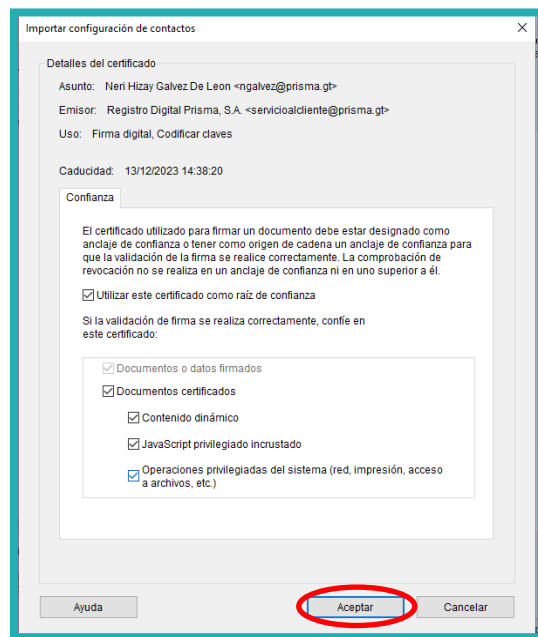 Importar configuración de contactos
Detalles del certificado
Asunto: Neri Hizay Galvez De Leon <ngalvez@prisma.gt>
Emisor: Registro Digital Prisma, S.A. <servicioalcliente@prisma.gt>
Uso: Firma digital, Codificar claves
Caducidad: 13/12/2023 14:38:20
Confianza
El certificado utilizado para firmar un documento debe estar designado como
anclaje de confianza o tener como origen de cadena un anclaje de confianza para
que la validación de la firma se realice correctamente. La comprobación de
revocación no se realiza en un anclaje de confianza ni en uno superior a él.
Utilizar este certificado como raíz de confianza
Si la validación de firma se realiza correctamente, confíe en
este certificado:
Documentos o datos firmados
Documentos certificados
Contenido dinámico
JavaScript privilegiado incrustado
Operaciones privilegiadas del sistema (red, impresión, acceso
a archivos, etc.)
Ayuda
Aceptar
Cancelar